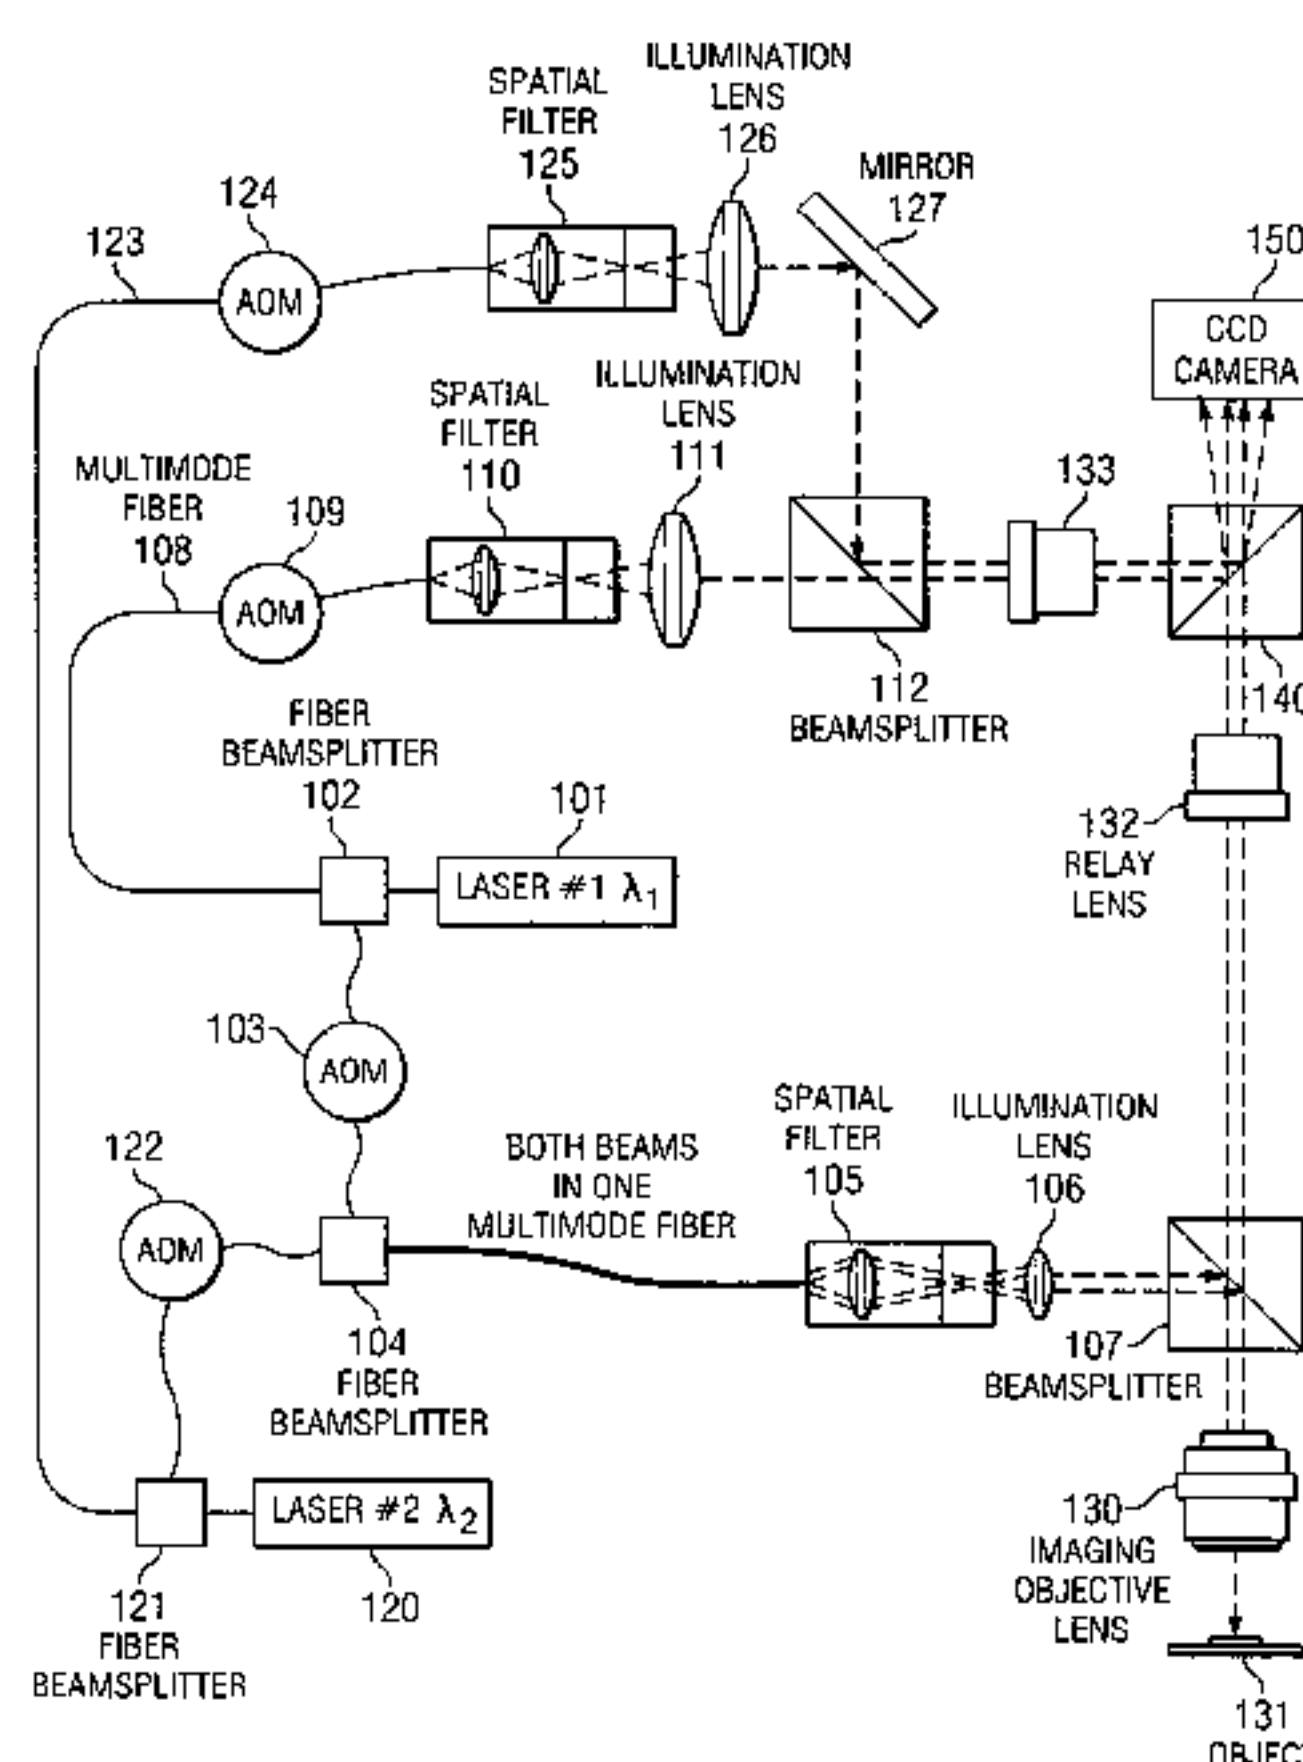 ILLUMINATION
LENS
126
SPATIAL
FILTER
125
MIRROR
127
124
123
AOM
150
CCD
CAMERA
ILLUMINATION
LENS
111
SPATIAL
FILTER
110
MULTIMODE
FIBER
108
109
AOM
133
112
BEAMSPLITTER
140
FIBER
BEAMSPLITTER
102
101
LASER #1 λ1
132
RELAY
LENS
103
AOM
122
AOM
BOTH BEAMS
IN ONE
MULTIMODE FIBER
SPATIAL
FILTER
105
ILLUMINATION
LENS
106
104
FIBER
BEAMSPLITTER
107
BEAMSPLITTER
LASER #2 λ2
130
IMAGING
OBJECTIVE
LENS
121
FIBER
BEAMSPLITTER
120
131
OBJECT